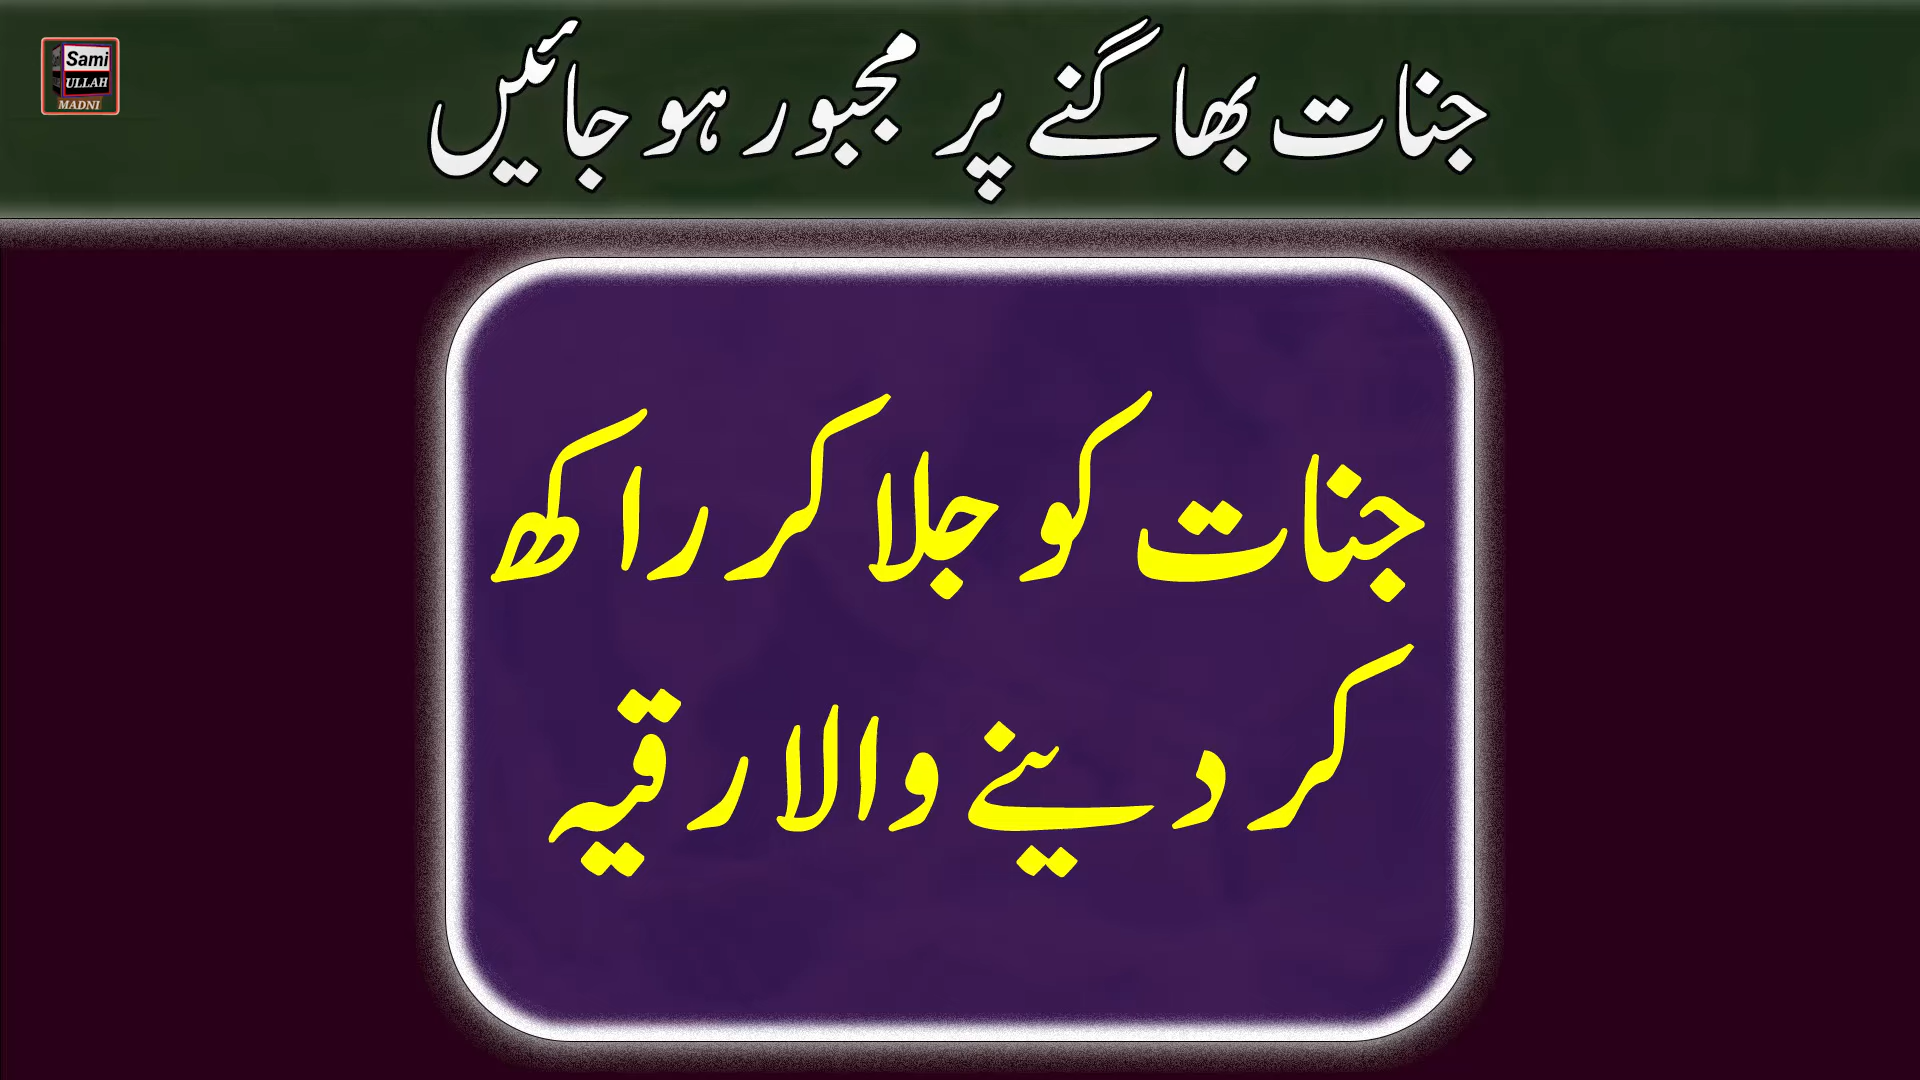 Sami
ULLAH
MADNI
جنات بھاگنے پر مجبور ہو جائیں
جنات کو جلا کر راکھ
کر دینے والا رقیہ